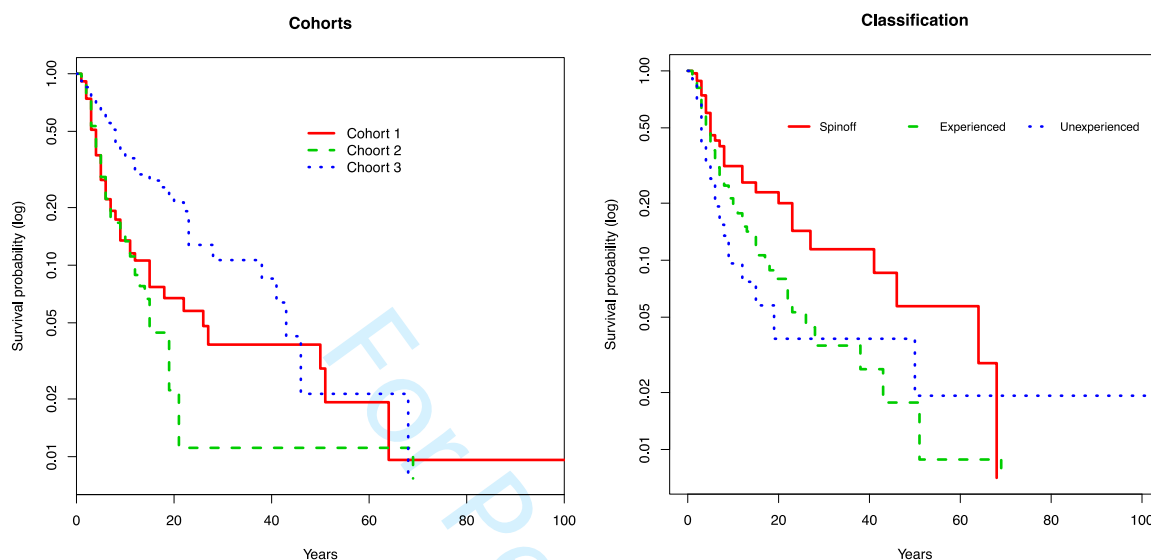 Cohorts
Survival probability (log)
1.00
0.50
0.20
0.10
0.05
0.02
0.01
Cohort 1
Choort 2
Choort 3
0 20 40 60 80 100
Years
Classification
Survival probability (log)
1.00
0.50
0.20
0.10
0.05
0.02
0.01
Spinoff Experienced Unexperienced
0 20 40 60 80 100
Years
For Pe